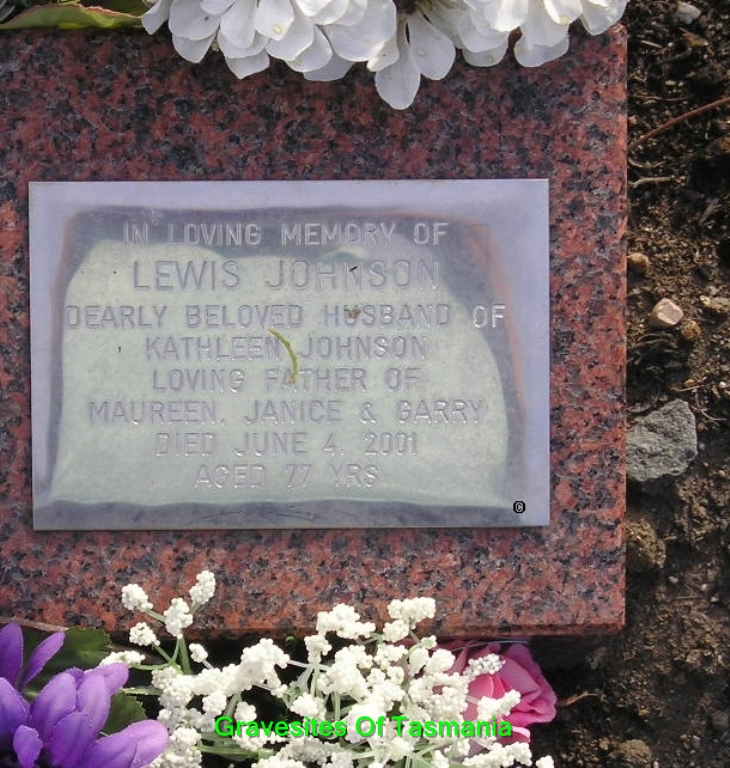 IN LOVING MEMORY OF
LEWIS JOHNSON
DEARLY BELOVED HUSBAND OF
KATHLEEN JOHNSON
LOVING FATHER OF
MAUREEN, JANICE & GARRY
DIED JUNE 4, 2001
AGED 77 YRS
©
Gravesites Of Tasmania